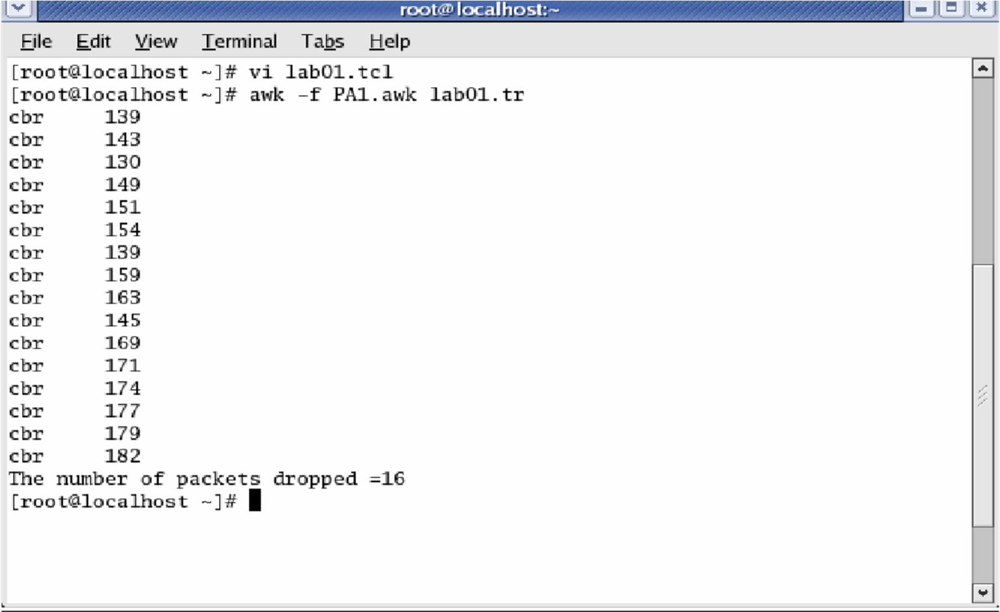 root@localhost:~
File Edit View Terminal Tabs Help
[root@localhost ~]# vi lab01.tcl
[root@localhost ~]# awk -f PA1.awk lab01.tr
cbr 139
cbr 143
cbr 130
cbr 149
cbr 151
cbr 154
cbr 139
cbr 159
cbr 163
cbr 145
cbr 169
cbr 171
cbr 174
cbr 177
cbr 179
cbr 182
The number of packets dropped =16
[root@localhost ~]#